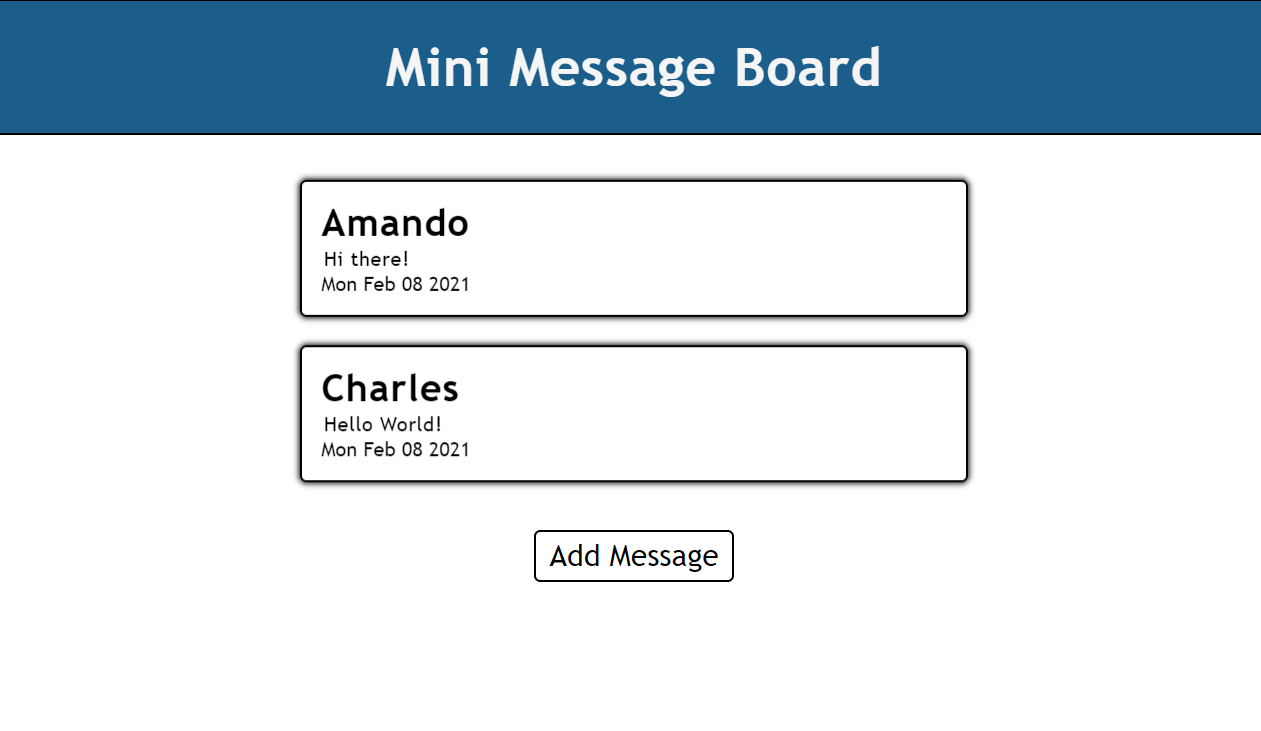 Mini Message Board
Amando
Hi there!
Mon Feb 08 2021
Charles
Hello World!
Mon Feb 08 2021
Add Message